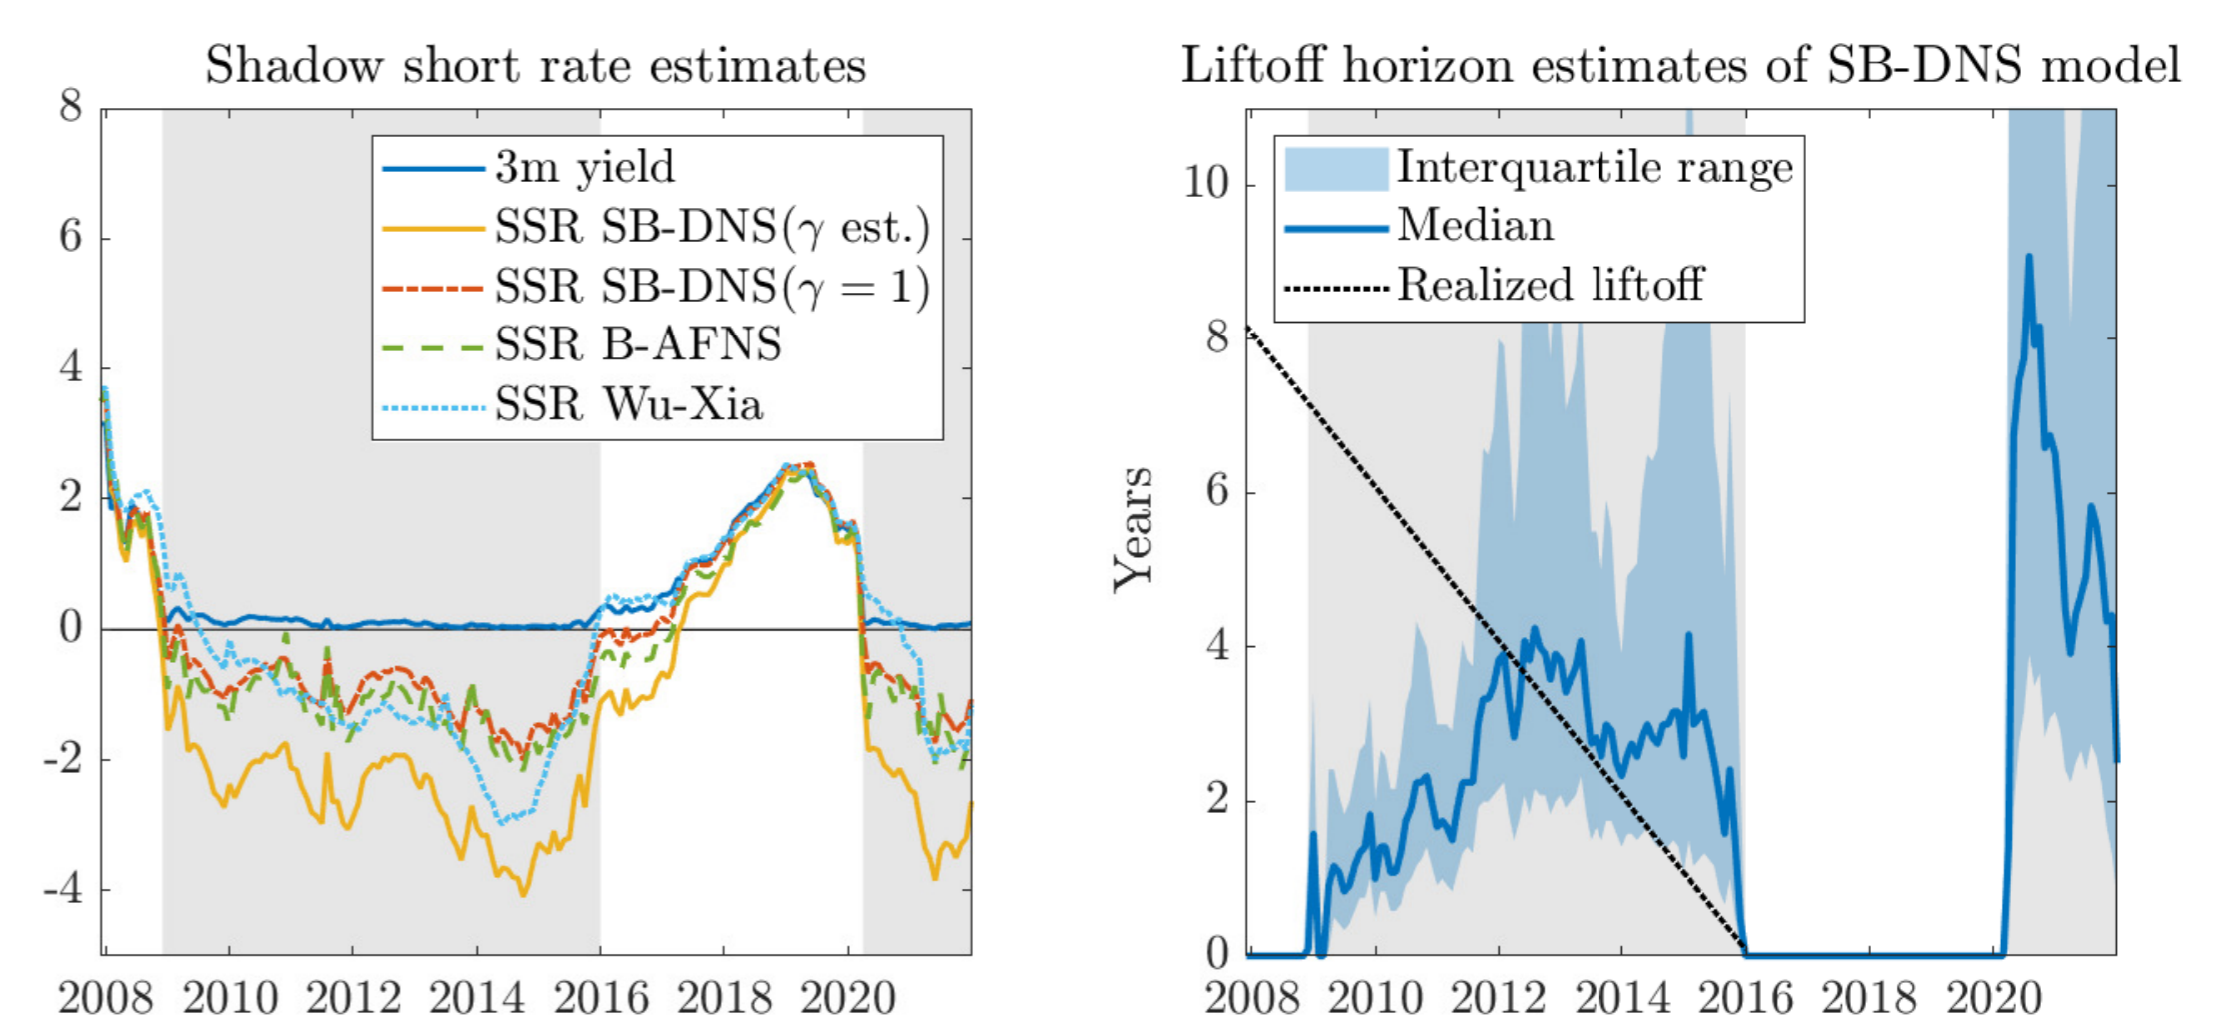 Shadow short rate estimates
8
6
4
2
0
-2
-4
3m yield
SSR SB-DNS(γ est.)
SSR SB-DNS(γ = 1)
SSR B-AFNS
SSR Wu-Xia
2008 2010 2012 2014 2016 2018 2020
Liftoff horizon estimates of SB-DNS model
Years
10
8
6
4
2
0
Interquartile range
Median
Realized liftoff
2008 2010 2012 2014 2016 2018 2020